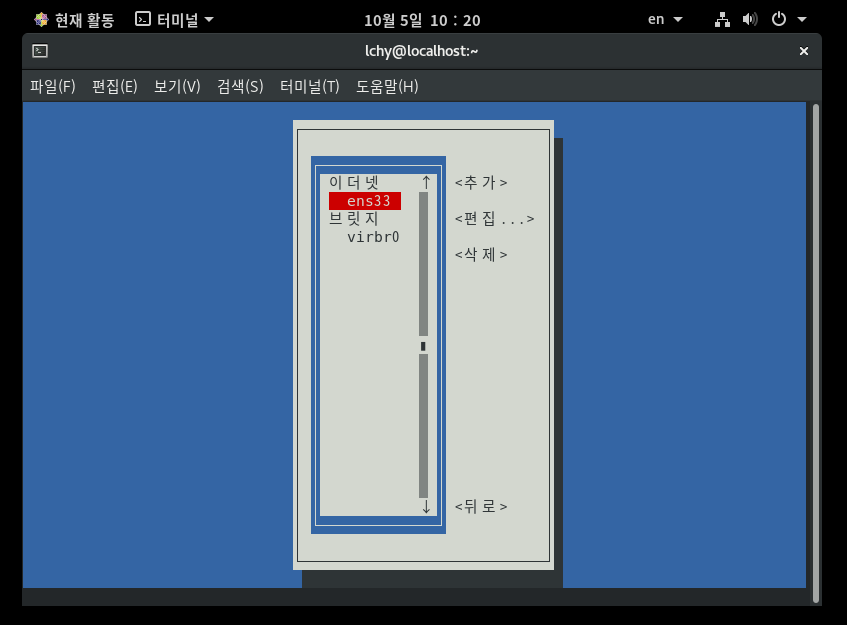 현재 활동 터미널 10월 5일 10 : 20 en
lchy@localhost:~ ×
파일(F) 편집(E) 보기(V) 검색(S) 터미널(T) 도움말(H)
이더넷 ↑ <추가>
ens33
브릿지 <편집...>
virbr0
<삭제>
↓ <뒤로>